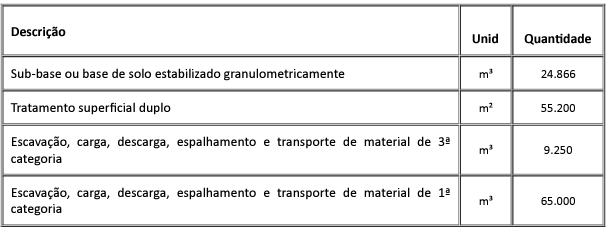 Descrição Unid Quantidade
Sub-base ou base de solo estabilizado granulometricamente m³ 24.866
Tratamento superficial duplo m² 55.200
Escavação, carga, descarga, espalhamento e transporte de material de 3ª
categoria m³ 9.250
Escavação, carga, descarga, espalhamento e transporte de material de 1ª
categoria m³ 65.000